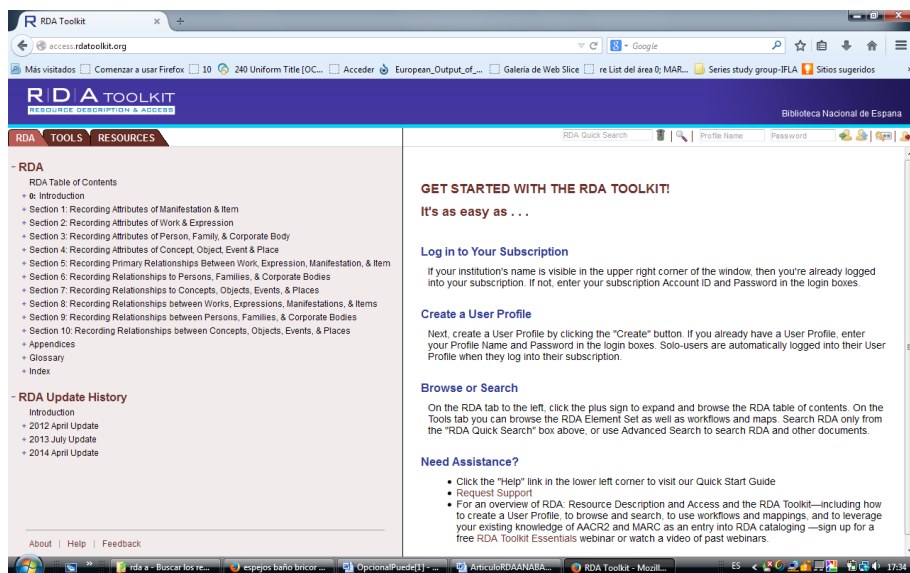 RDA Toolkit
access.rdatoolkit.org
Google
Más visitados Comenzar a usar Firefox 10 240 Uniform Title [OC... Acceder European_Output_of_... Galería de Web Slice re List del área 0; MAR... Series study group-IFLA Sitios sugeridos
R|D|A TOOLKIT
RESOURCE DESCRIPTION & ACCESS
Biblioteca Nacional de Espana
RDA TOOLS RESOURCES
RDA Quick Search Profile Name Password
- RDA
RDA Table of Contents
+ 0: Introduction
+ Section 1: Recording Attributes of Manifestation & Item
+ Section 2: Recording Attributes of Work & Expression
+ Section 3: Recording Attributes of Person, Family, & Corporate Body
+ Section 4: Recording Attributes of Concept, Object, Event & Place
+ Section 5: Recording Primary Relationships Between Work, Expression, Manifestation, & Item
+ Section 6: Recording Relationships to Persons, Families, & Corporate Bodies
+ Section 7: Recording Relationships to Concepts, Objects, Events, & Places
+ Section 8: Recording Relationships between Works, Expressions, Manifestations, & Items
+ Section 9: Recording Relationships between Persons, Families, & Corporate Bodies
+ Section 10: Recording Relationships between Concepts, Objects, Events, & Places
+ Appendices
+ Glossary
+ Index
- RDA Update History
Introduction
+ 2012 April Update
+ 2013 July Update
+ 2014 April Update
About | Help | Feedback
GET STARTED WITH THE RDA TOOLKIT!
It's as easy as . . .
Log in to Your Subscription
If your institution's name is visible in the upper right corner of the window, then you're already logged
into your subscription. If not, enter your subscription Account ID and Password in the login boxes.
Create a User Profile
Next, create a User Profile by clicking the "Create" button. If you already have a User Profile, enter
your Profile Name and Password in the login boxes. Solo-users are automatically logged into their User
Profile when they log into their subscription.
Browse or Search
On the RDA tab to the left, click the plus sign to expand and browse the RDA table of contents. On the
Tools tab you can browse the RDA Element Set as well as workflows and maps. Search RDA only from
the "RDA Quick Search" box above, or use Advanced Search to search RDA and other documents.
Need Assistance?
• Click the "Help" link in the lower left corner to visit our Quick Start Guide
• Request Support
• For an overview of RDA: Resource Description and Access and the RDA Toolkit—including how
to create a User Profile, to browse and search, to use workflows and mappings, and to leverage
your existing knowledge of AACR2 and MARC as an entry into RDA cataloging —sign up for a
free RDA Toolkit Essentials webinar or watch a video of past webinars.
rda a - Buscar los re... espejos baño bricor ... OpcionalPuede[1] - ... ArticuloRDAANABA... RDA Toolkit - Mozill... ES 17:34